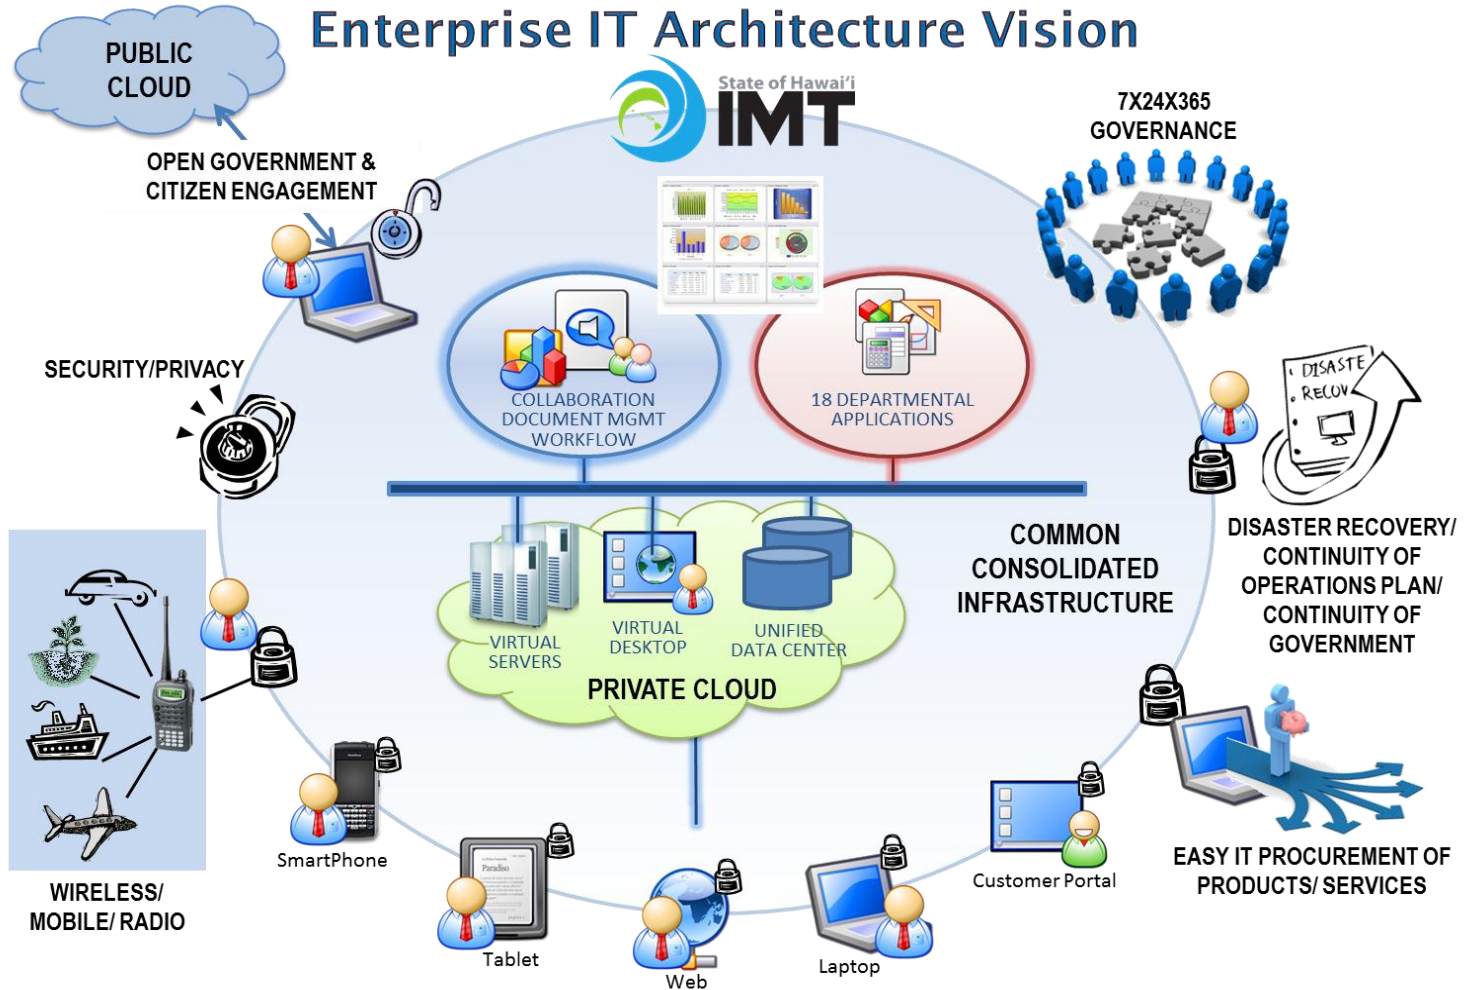 Enterprise IT Architecture Vision
PUBLIC
CLOUD
State of Hawai‘i
IMT
7X24X365
GOVERNANCE
OPEN GOVERNMENT &
CITIZEN ENGAGEMENT
SECURITY/PRIVACY
COLLABORATION
DOCUMENT MGMT
WORKFLOW
18 DEPARTMENTAL
APPLICATIONS
DISASTE
RECOV
DISASTER RECOVERY/
CONTINUITY OF
OPERATIONS PLAN/
CONTINUITY OF
GOVERNMENT
COMMON
CONSOLIDATED
INFRASTRUCTURE
VIRTUAL
SERVERS
VIRTUAL
DESKTOP
UNIFIED
DATA CENTER
PRIVATE CLOUD
WIRELESS/
MOBILE/ RADIO
SmartPhone
Paradiso
Tablet
Web
Laptop
Customer Portal
EASY IT PROCUREMENT OF
PRODUCTS/ SERVICES